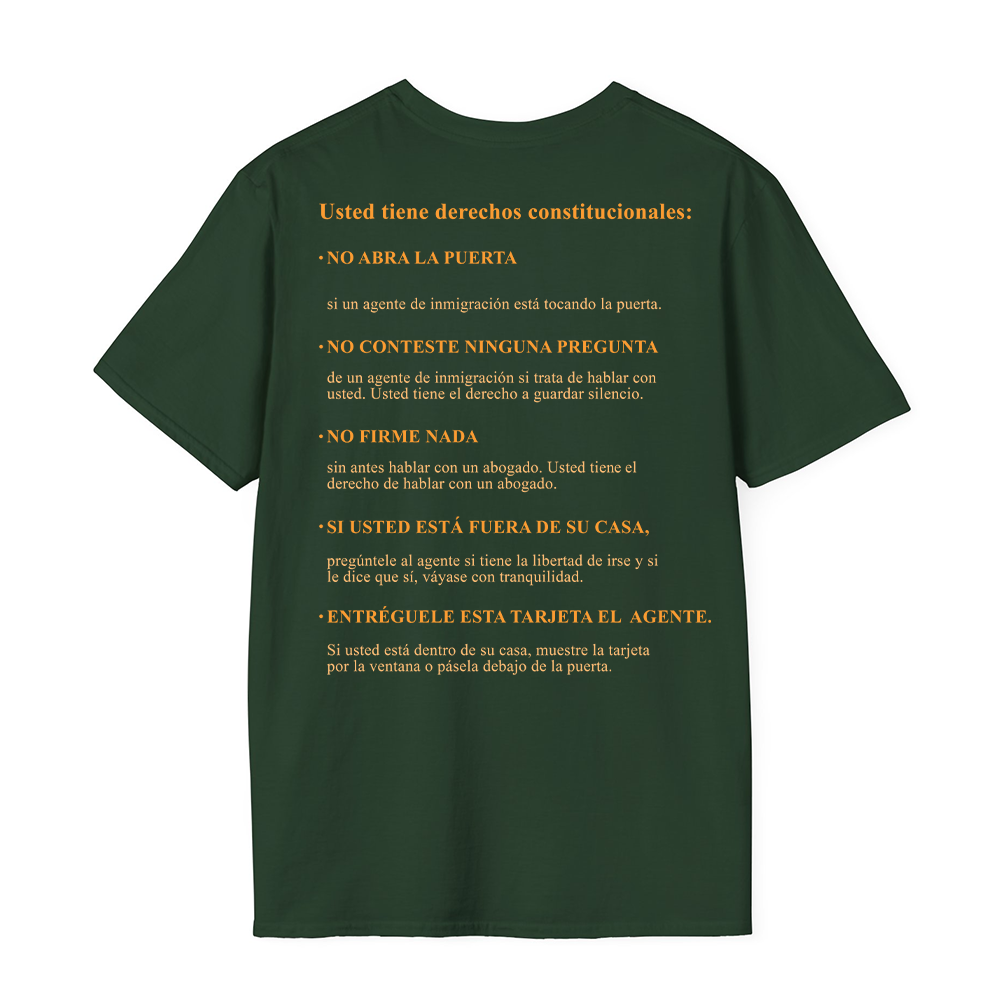 Usted tiene derechos constitucionales:
· NO ABRA LA PUERTA
si un agente de inmigración está tocando la puerta.
· NO CONTESTE NINGUNA PREGUNTA
de un agente de inmigración si trata de hablar con
usted. Usted tiene el derecho a guardar silencio.
· NO FIRME NADA
sin antes hablar con un abogado. Usted tiene el
derecho de hablar con un abogado.
· SI USTED ESTÁ FUERA DE SU CASA,
pregúntele al agente si tiene la libertad de irse y si
le dice que sí, váyase con tranquilidad.
· ENTRÉGUELE ESTA TARJETA EL AGENTE.
Si usted está dentro de su casa, muestre la tarjeta
por la ventana o pásela debajo de la puerta.